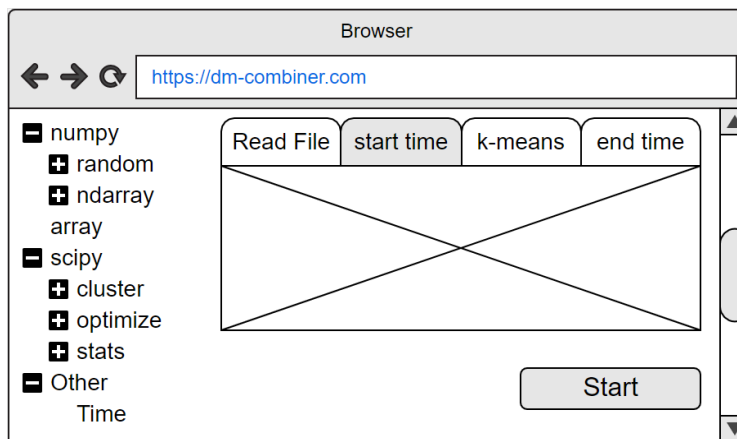 Browser
https://dm-combiner.com
numpy
random
ndarray
array
scipy
cluster
optimize
stats
Other
Time
Read File start time k-means end time
Start